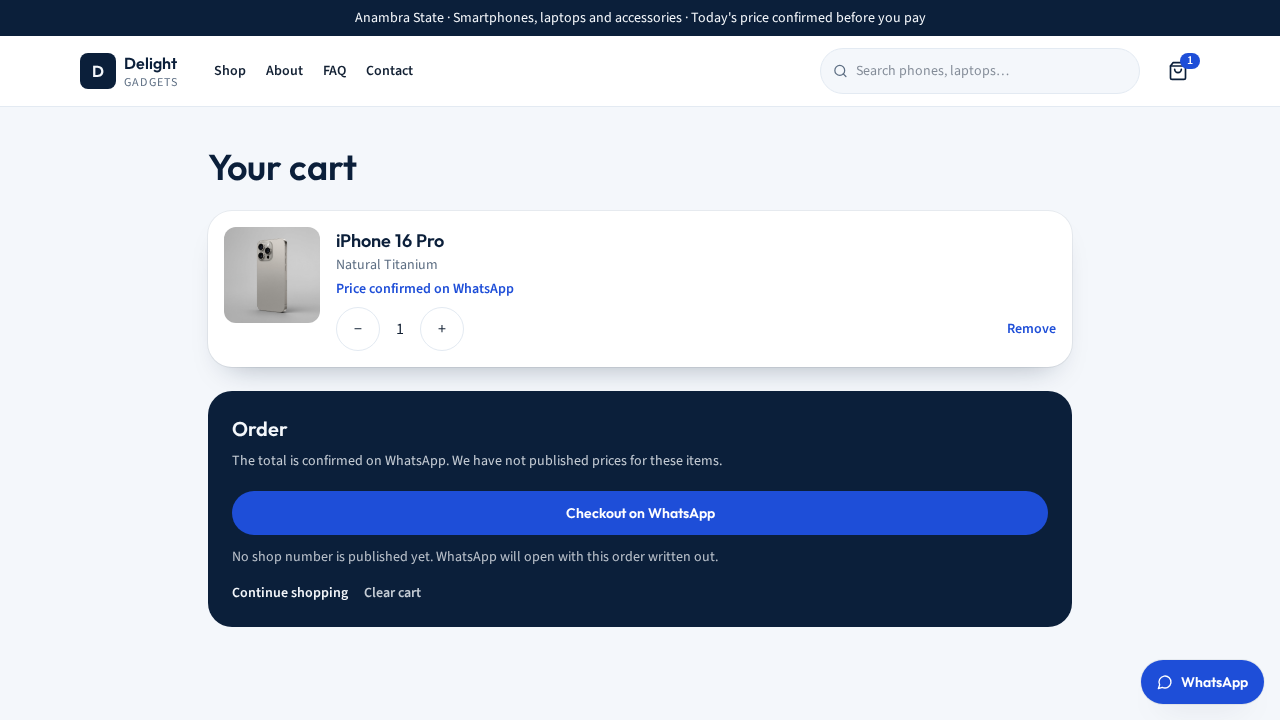 Anambra State · Smartphones, laptops and accessories · Today's price confirmed before you pay
D
Delight
GADGETS
Shop
About
FAQ
Contact
Search phones, laptops…
1
Your cart
iPhone 16 Pro
Natural Titanium
Price confirmed on WhatsApp
− 1 +
Remove
Order
The total is confirmed on WhatsApp. We have not published prices for these items.
Checkout on WhatsApp
No shop number is published yet. WhatsApp will open with this order written out.
Continue shopping
Clear cart
WhatsApp